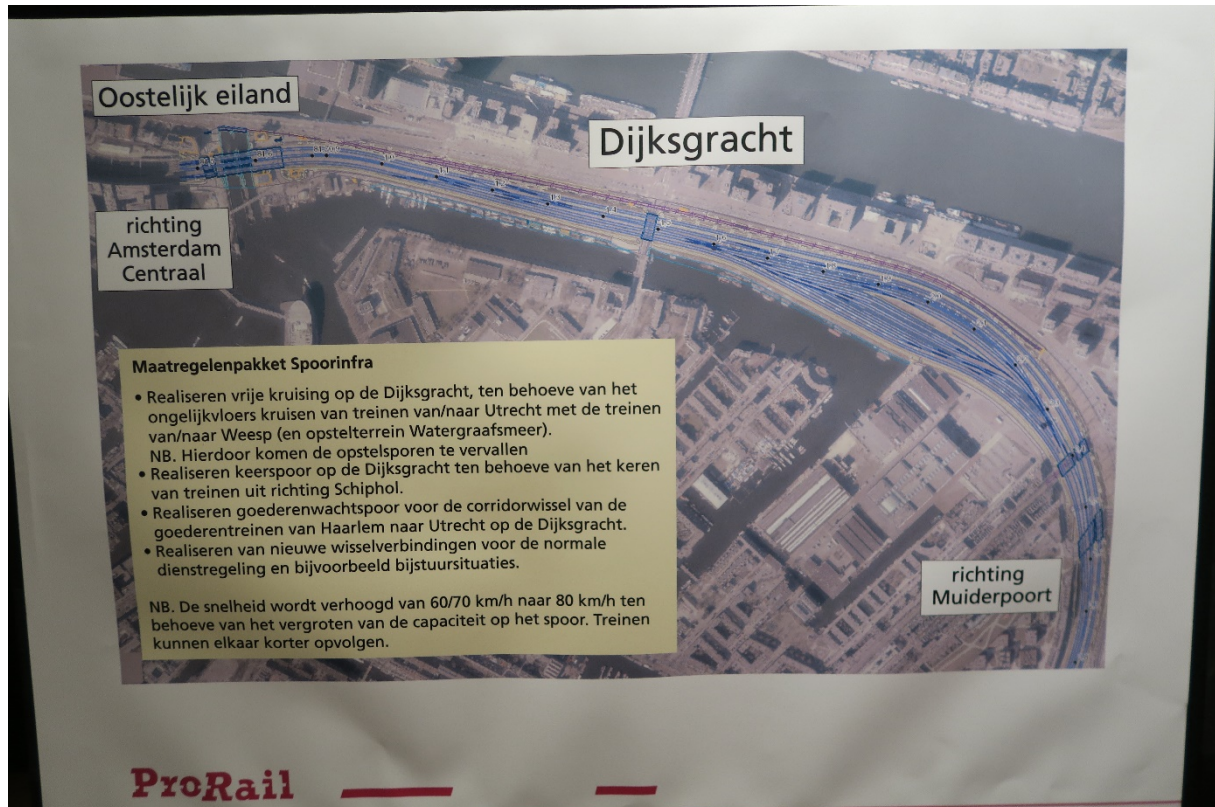 Oostelijk eiland
Dijksgracht
richting
Amsterdam
Centraal
Maatregelenpakket Spoorinfra
• Realiseren vrije kruising op de Dijksgracht, ten behoeve van het
ongelijkvloers kruisen van treinen van/naar Utrecht met de treinen
van/naar Weesp (en opstelterrein Watergraafsmeer).
NB. Hierdoor komen de opstelsporen te vervallen
• Realiseren keerspoor op de Dijksgracht ten behoeve van het keren
van treinen uit richting Schiphol.
• Realiseren goederenwachtspoor voor de corridorwissel van de
goederentreinen van Haarlem naar Utrecht op de Dijksgracht.
• Realiseren van nieuwe wisselverbindingen voor de normale
dienstregeling en bijvoorbeeld bijstuursituaties.
NB. De snelheid wordt verhoogd van 60/70 km/h naar 80 km/h ten
behoeve van het vergroten van de capaciteit op het spoor. Treinen
kunnen elkaar korter opvolgen.
richting
Muiderpoort
ProRail